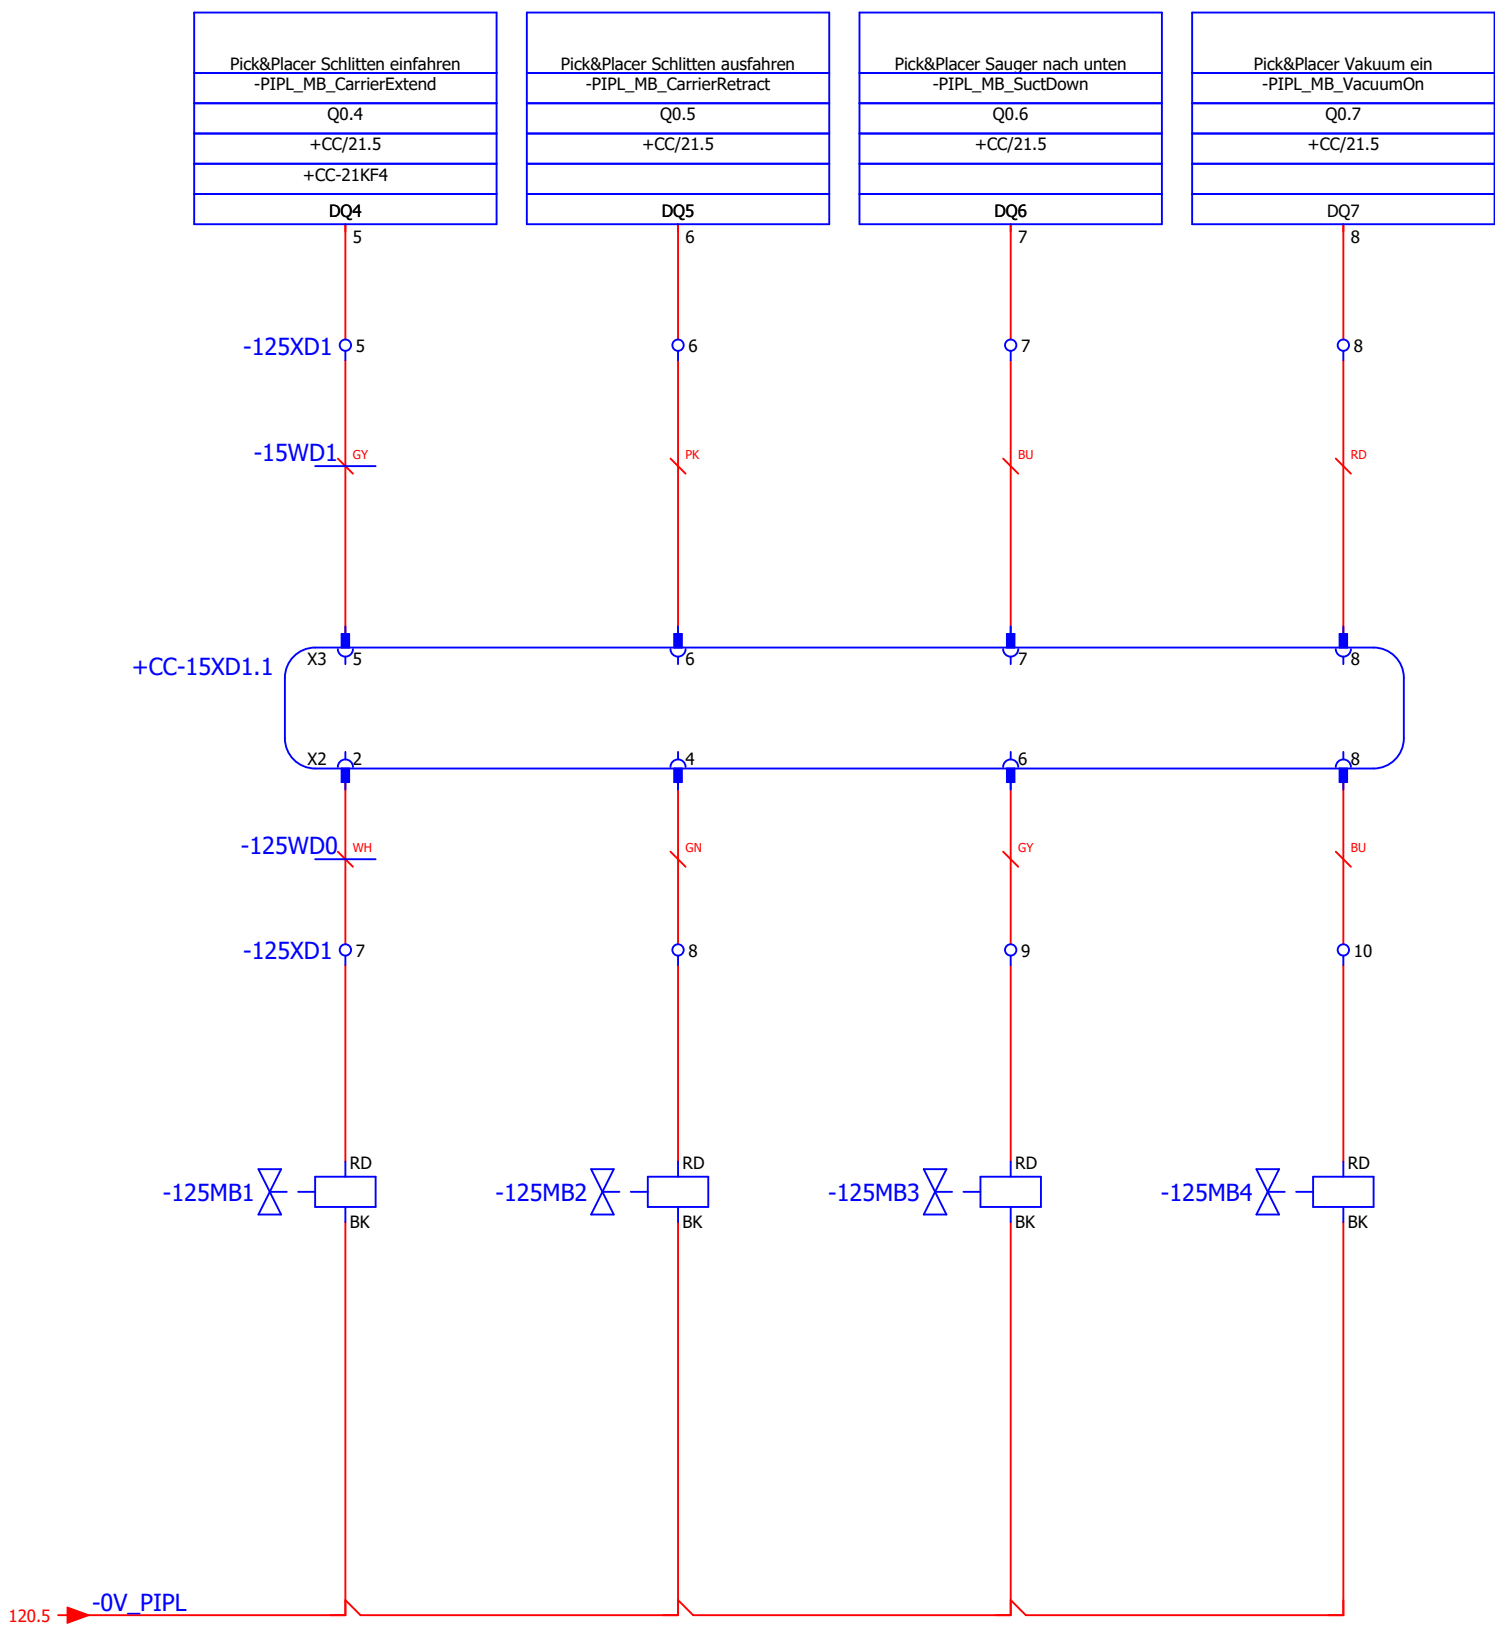 Pick&Placer Schlitten einfahren Pick&Placer Schlitten ausfahren Pick&Placer Sauger nach unten Pick&Placer Vakuum ein
-PIPL_MB_CarrierExtend -PIPL_MB_CarrierRetract -PIPL_MB_SuctDown -PIPL_MB_VacuumOn
Q0.4 Q0.5 Q0.6 Q0.7
+CC/21.5 +CC/21.5 +CC/21.5 +CC/21.5
+CC-21KF4
DQ4 DQ5 DQ6 DQ7
5 6 7 8
-125XD1 5 6 7 8
-15WD1 GY PK BU RD
+CC-15XD1.1 X3 5 6 7 8
X2 2 4 6 8
-125WD0 WH GN GY BU
-125XD1 7 8 9 10
RD RD RD RD
-125MB1 -125MB2 -125MB3 -125MB4
BK BK BK BK
120.5 -0V_PIPL